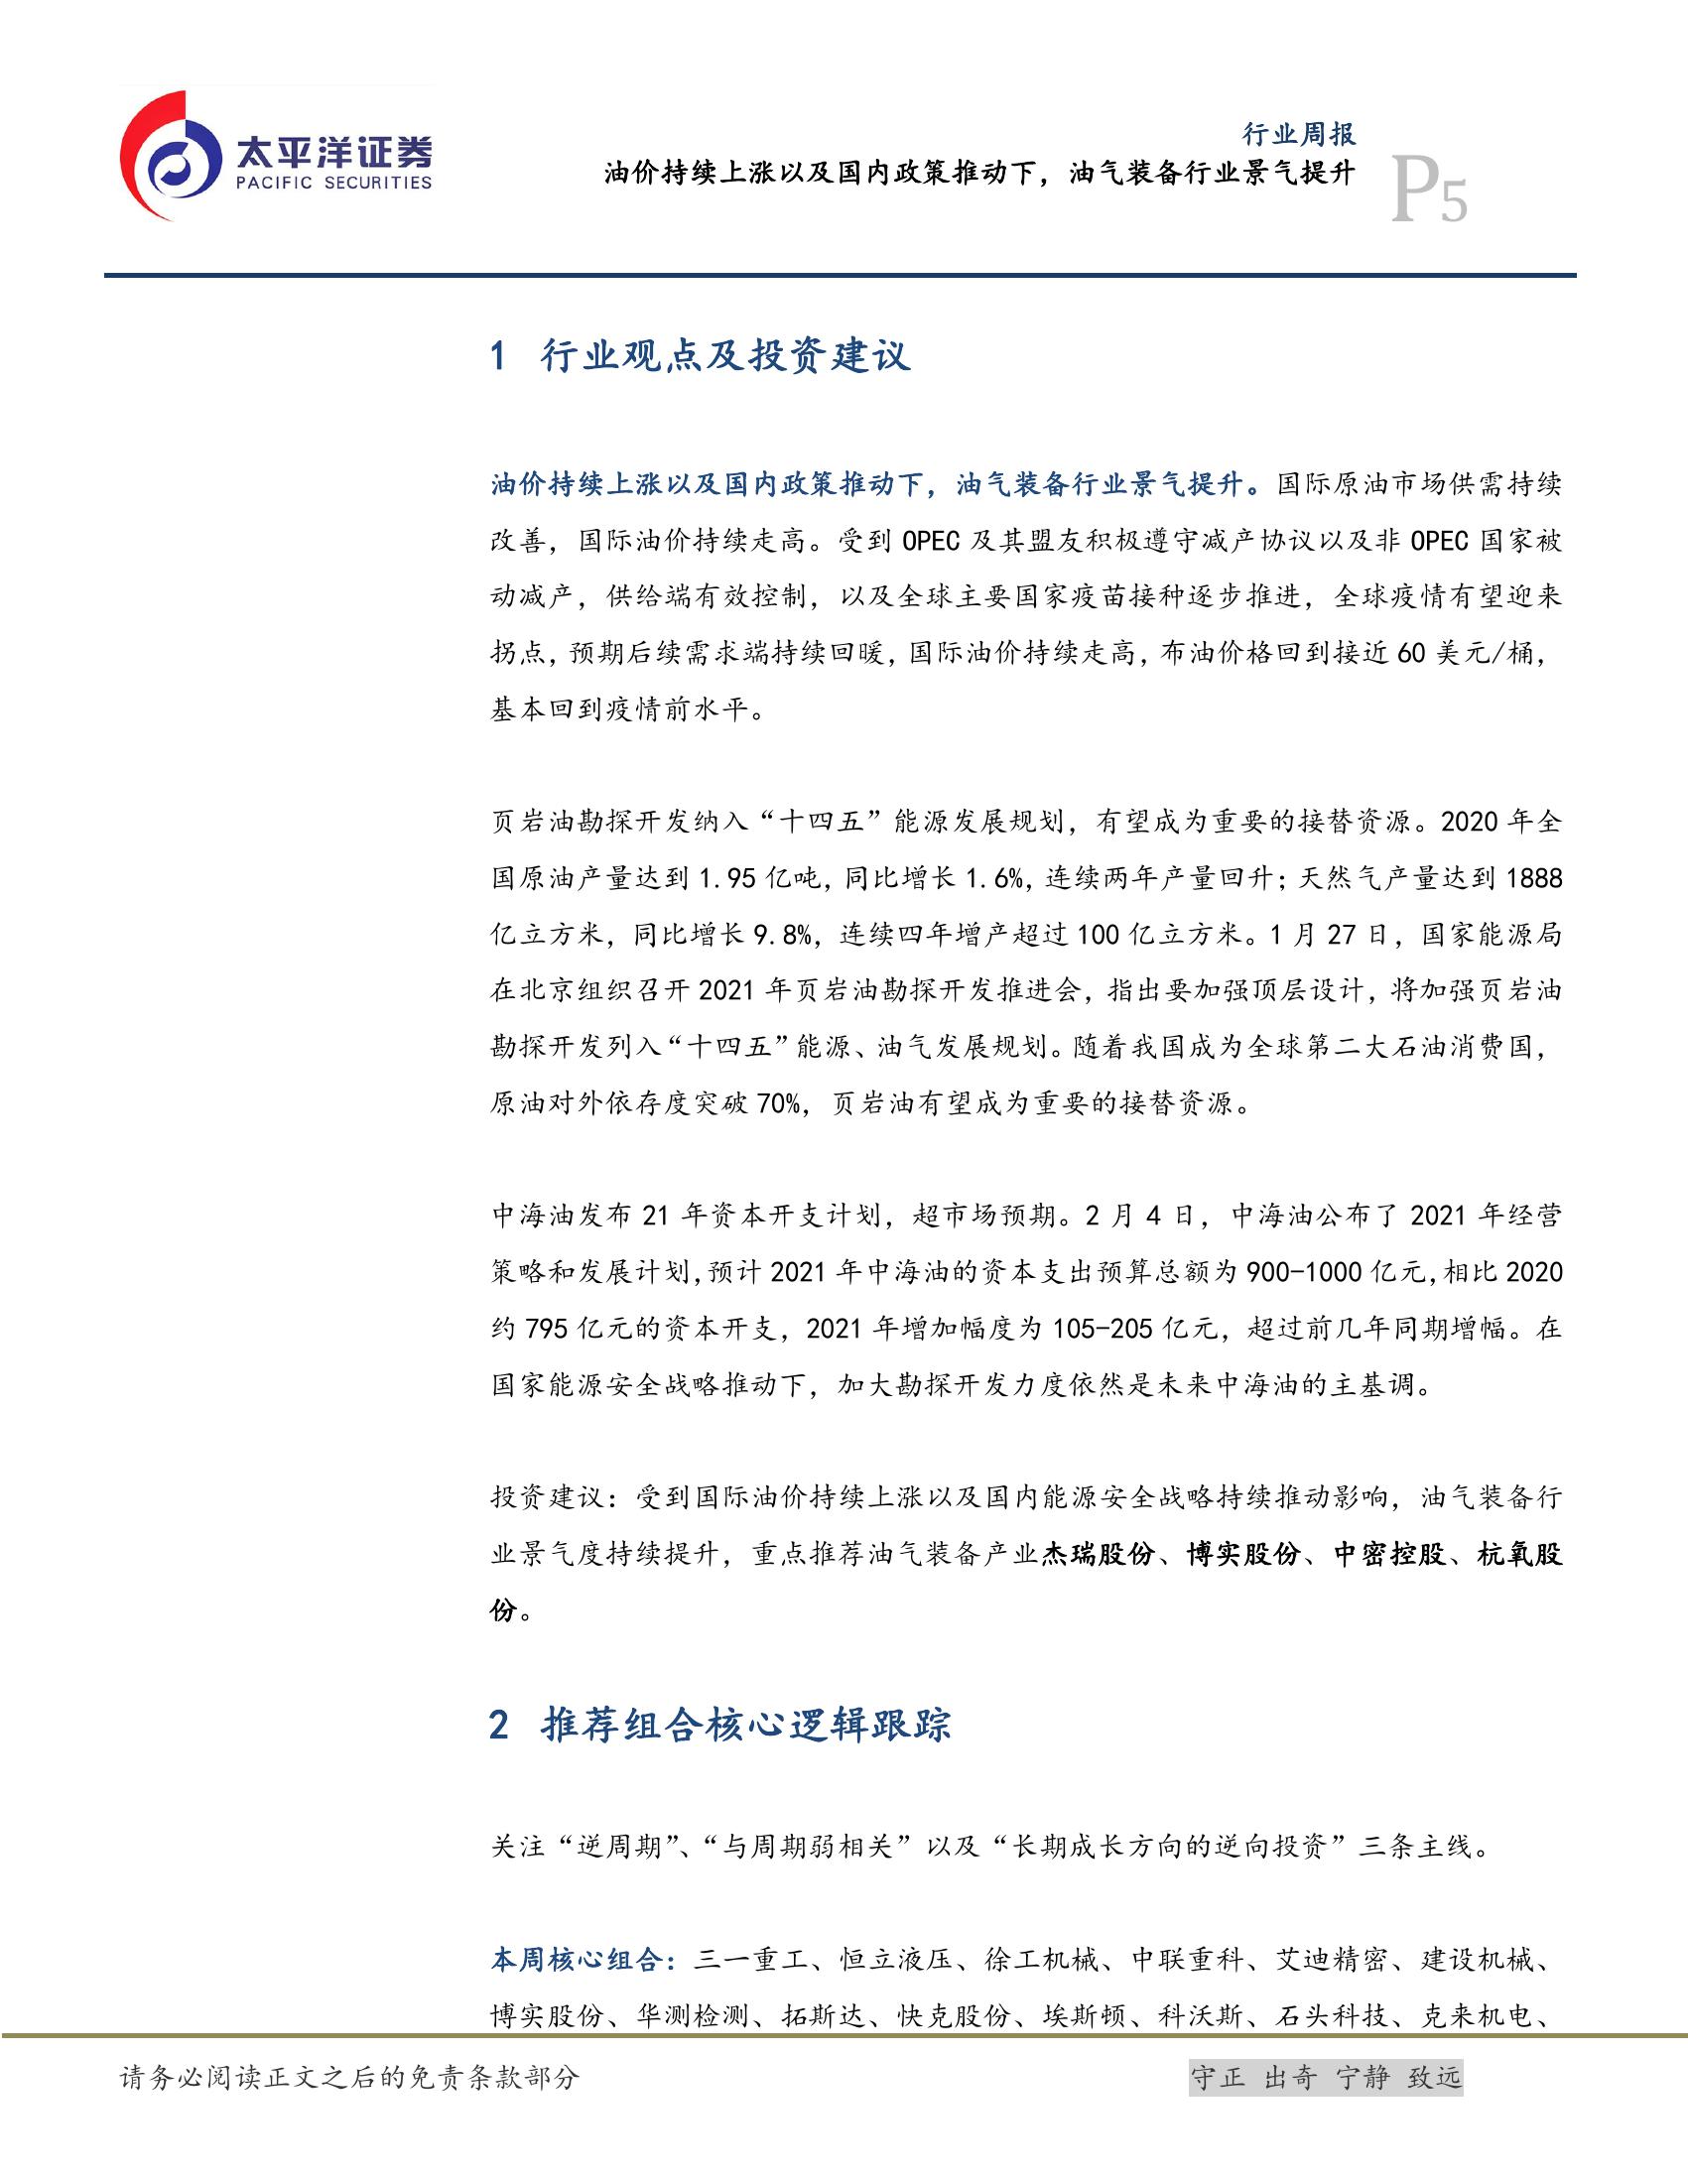 太平洋证券
PACIFIC SECURITIES
行业周报
油价持续上涨以及国内政策推动下，油气装备行业景气提升
P5
1 行业观点及投资建议
油价持续上涨以及国内政策推动下，油气装备行业景气提升。国际原油市场供需持续
改善，国际油价持续走高。受到 OPEC 及其盟友积极遵守减产协议以及非 OPEC 国家被
动减产，供给端有效控制，以及全球主要国家疫苗接种逐步推进，全球疫情有望迎来
拐点，预期后续需求端持续回暖，国际油价持续走高，布油价格回到接近 60 美元/桶，
基本回到疫情前水平。
页岩油勘探开发纳入“十四五”能源发展规划，有望成为重要的接替资源。2020 年全
国原油产量达到 1.95 亿吨，同比增长 1.6%，连续两年产量回升；天然气产量达到 1888
亿立方米，同比增长 9.8%，连续四年增产超过 100 亿立方米。1 月 27 日，国家能源局
在北京组织召开 2021 年页岩油勘探开发推进会，指出要加强顶层设计，将加强页岩油
勘探开发列入“十四五”能源、油气发展规划。随着我国成为全球第二大石油消费国，
原油对外依存度突破 70%，页岩油有望成为重要的接替资源。
中海油发布 21 年资本开支计划，超市场预期。2 月 4 日，中海油公布了 2021 年经营
策略和发展计划，预计 2021 年中海油的资本支出预算总额为 900-1000 亿元，相比 2020
约 795 亿元的资本开支，2021 年增加幅度为 105-205 亿元，超过前几年同期增幅。在
国家能源安全战略推动下，加大勘探开发力度依然是未来中海油的主基调。
投资建议：受到国际油价持续上涨以及国内能源安全战略持续推动影响，油气装备行
业景气度持续提升，重点推荐油气装备产业杰瑞股份、博实股份、中密控股、杭氧股
份。
2 推荐组合核心逻辑跟踪
关注“逆周期”、“与周期弱相关”以及“长期成长方向的逆向投资”三条主线。
本周核心组合：三一重工、恒立液压、徐工机械、中联重科、艾迪精密、建设机械、
博实股份、华测检测、拓斯达、快克股份、埃斯顿、科沃斯、石头科技、克来机电、
请务必阅读正文之后的免责条款部分
守正 出奇 宁静 致远